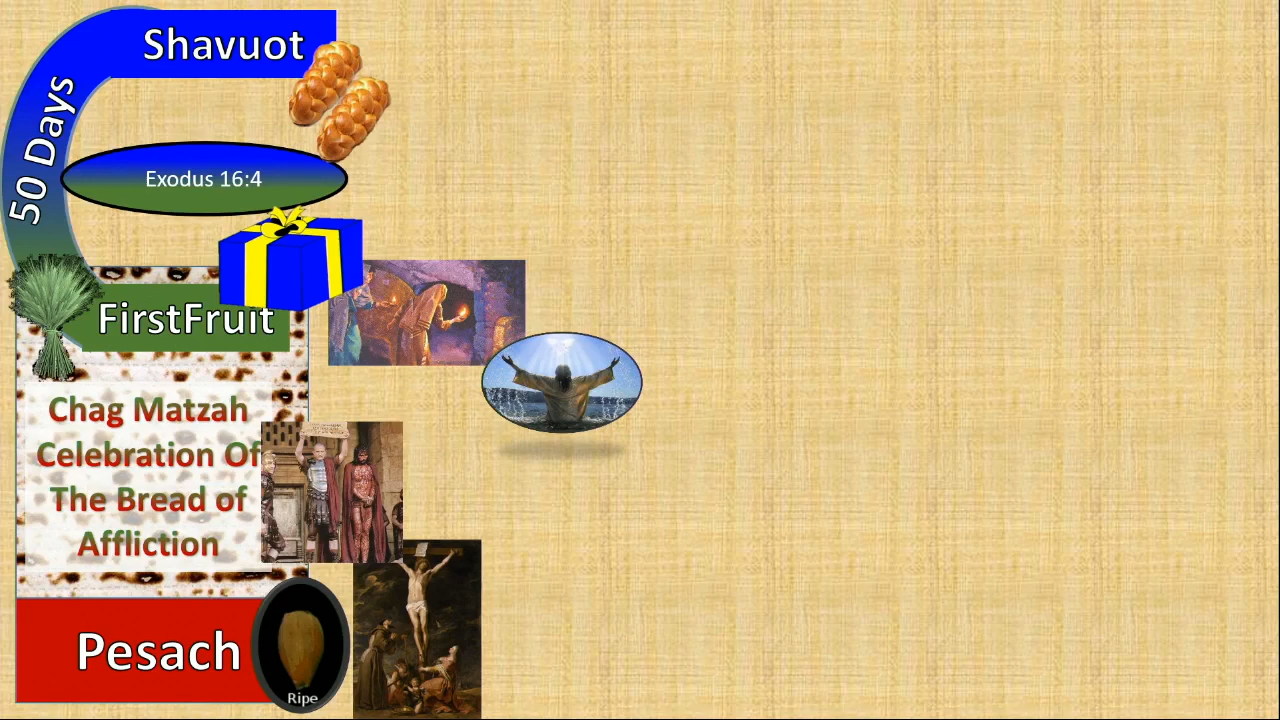 Shavuot
50 Days
Exodus 16:4
FirstFruit
Chag Matzah
Celebration Of
The Bread of
Affliction
Pesach
Ripe